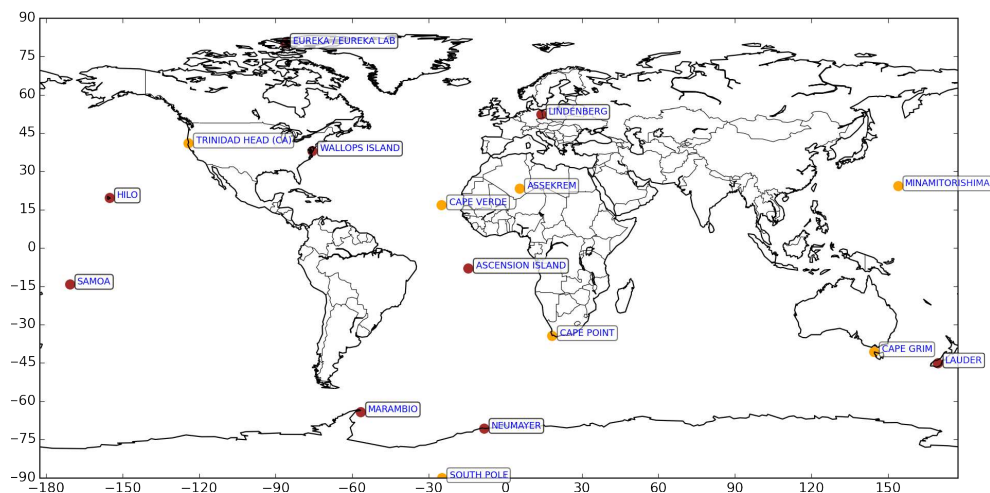 90
EUREKA / EUREKA LAB
75
60
LINDENBERG
45
TRINIDAD HEAD (CA)
WALLOPS ISLAND
30
ASSEKREM
MINAMITORISHIMA
HILO
CAPE VERDE
15
0
ASCENSION ISLAND
SAMOA
−15
−30
CAPE POINT
CAPE GRIM
LAUDER
−45
−60
MARAMBIO
NEUMAYER
−75
SOUTH POLE
−90
−180 −150 −120 −90 −60 −30 0 30 60 90 120 150